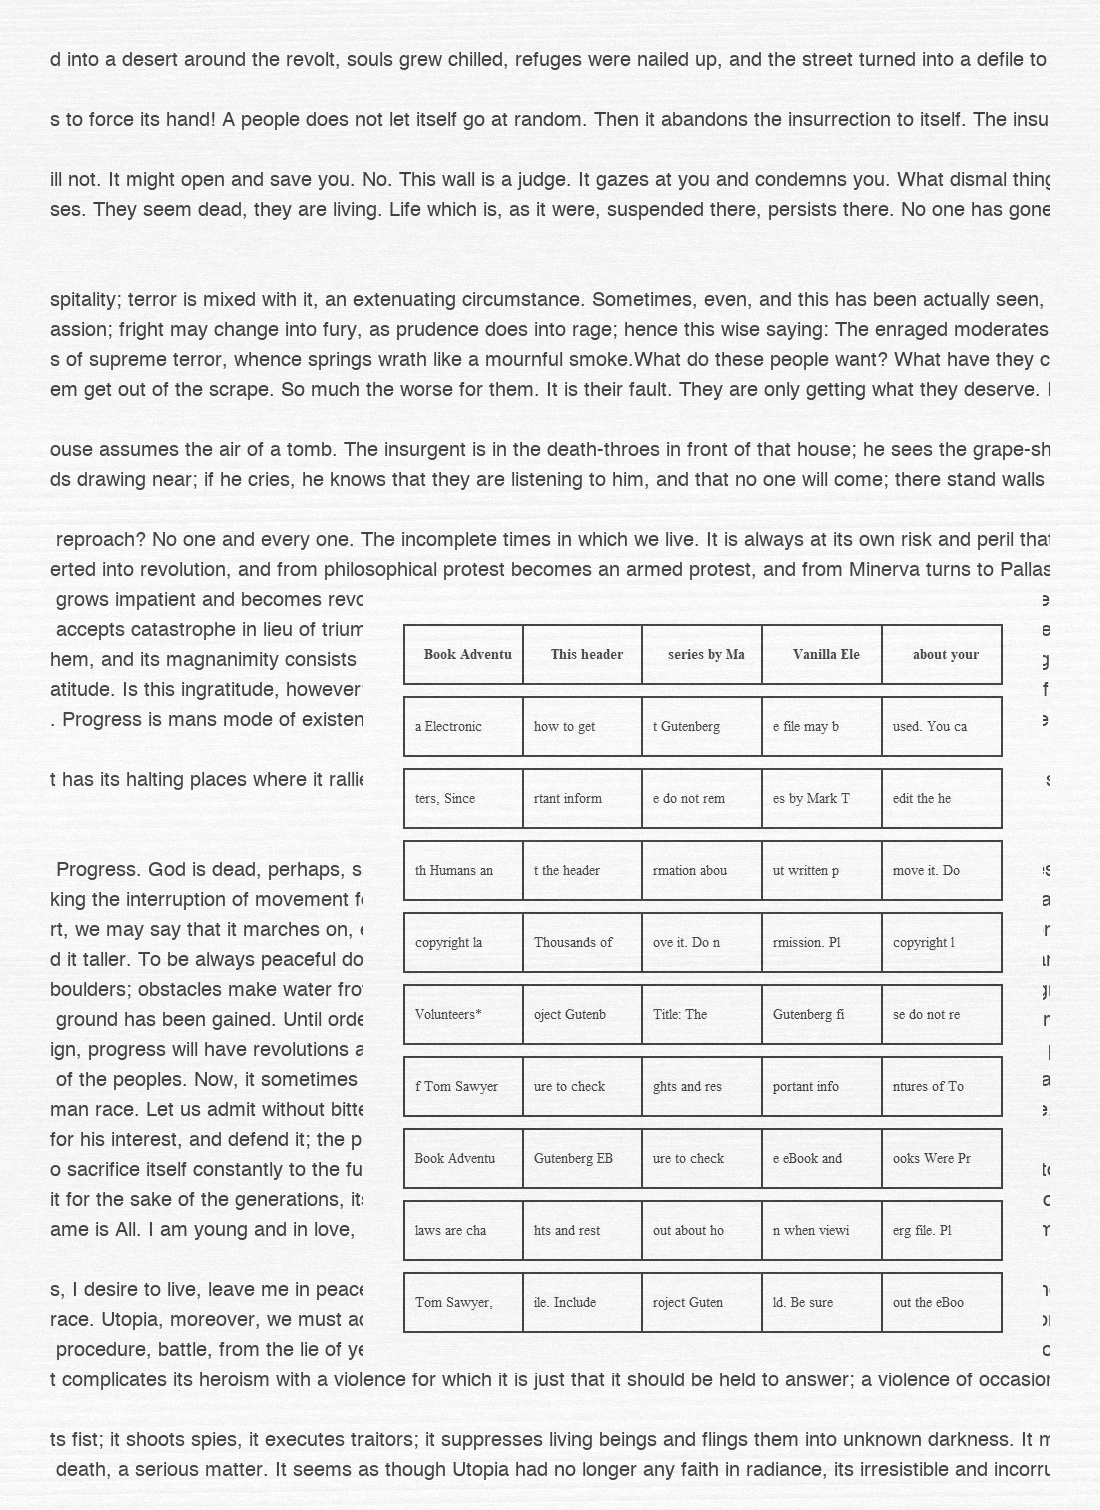 d into a desert around the revolt, souls grew chilled, refuges were nailed up, and the street turned into a defile to
s to force its hand! A people does not let itself go at random. Then it abandons the insurrection to itself. The insu
ill not. It might open and save you. No. This wall is a judge. It gazes at you and condemns you. What dismal thing
ses. They seem dead, they are living. Life which is, as it were, suspended there, persists there. No one has gone
spitality; terror is mixed with it, an extenuating circumstance. Sometimes, even, and this has been actually seen,
assion; fright may change into fury, as prudence does into rage; hence this wise saying: The enraged moderates
s of supreme terror, whence springs wrath like a mournful smoke.What do these people want? What have they c
em get out of the scrape. So much the worse for them. It is their fault. They are only getting what they deserve.
ouse assumes the air of a tomb. The insurgent is in the death-throes in front of that house; he sees the grape-sh
ds drawing near; if he cries, he knows that they are listening to him, and that no one will come; there stand walls
reproach? No one and every one. The incomplete times in which we live. It is always at its own risk and peril that
erted into revolution, and from philosophical protest becomes an armed protest, and from Minerva turns to Pallas
grows impatient and becomes revo
accepts catastrophe in lieu of trium
hem, and its magnanimity consists
atitude. Is this ingratitude, however
. Progress is mans mode of existen
t has its halting places where it rallie
Progress. God is dead, perhaps, s
king the interruption of movement fo
rt, we may say that it marches on,
d it taller. To be always peaceful do
boulders; obstacles make water fro
ground has been gained. Until orde
ign, progress will have revolutions a
of the peoples. Now, it sometimes
man race. Let us admit without bitte
for his interest, and defend it; the p
o sacrifice itself constantly to the fu
it for the sake of the generations, its
ame is All. I am young and in love,
s, I desire to live, leave me in peace
race. Utopia, moreover, we must ac
procedure, battle, from the lie of ye
Book Adventu This header series by Ma Vanilla Ele about your
a Electronic how to get t Gutenberg e file may b used. You ca
ters, Since rtant inform e do not rem es by Mark T edit the he
th Humans an t the header rmation abou ut written p move it. Do
copyright la Thousands of ove it. Do n rmission. Pl copyright l
Volunteers* oject Gutenb Title: The Gutenberg fi se do not re
f Tom Sawyer ure to check ghts and res portant info ntures of To
Book Adventu Gutenberg EB ure to check e eBook and ooks Were Pr
laws are cha hts and rest out about ho n when viewi erg file. Pl
Tom Sawyer, ile. Include roject Guten ld. Be sure out the eBoo
t complicates its heroism with a violence for which it is just that it should be held to answer; a violence of occasion
ts fist; it shoots spies, it executes traitors; it suppresses living beings and flings them into unknown darkness. It m
death, a serious matter. It seems as though Utopia had no longer any faith in radiance, its irresistible and incorru